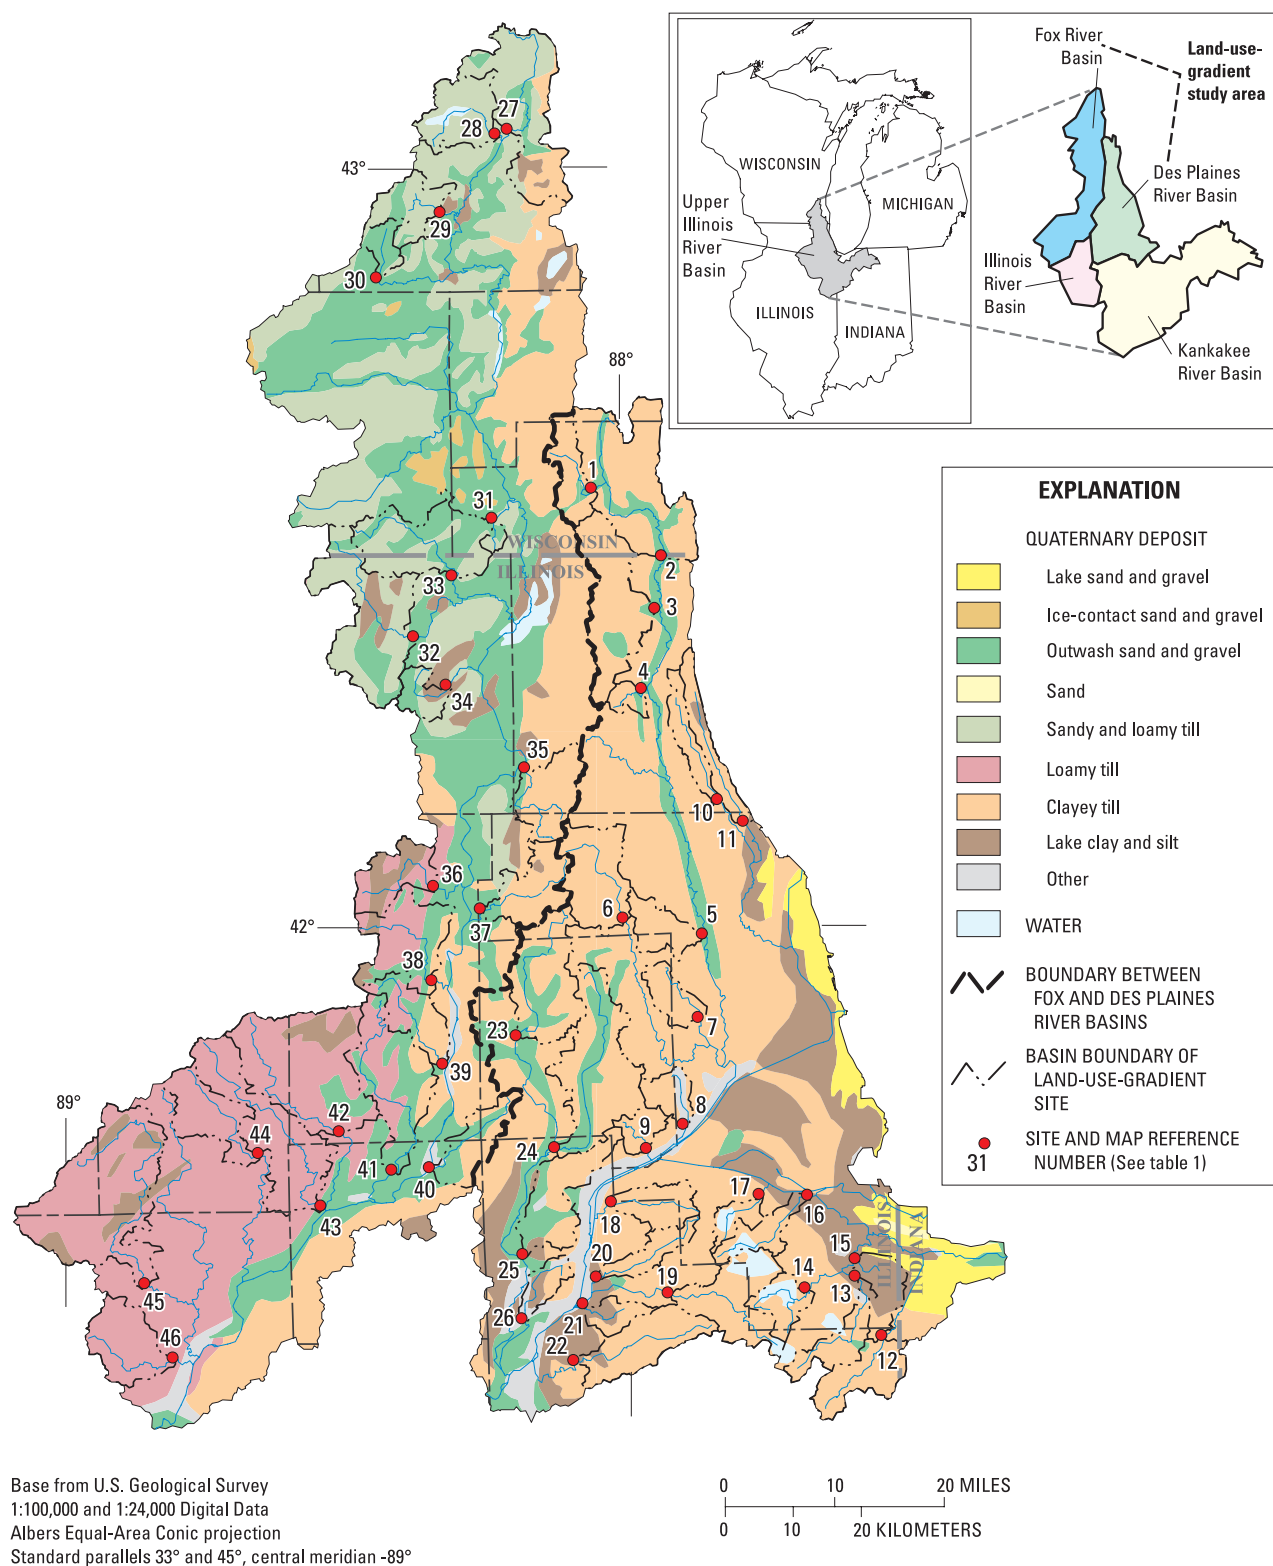 Fox River
Basin
Land-use-
gradient
study area
WISCONSIN
MICHIGAN
Upper
Illinois
River
Basin
ILLINOIS
INDIANA
Des Plaines
River Basin
Illinois
River
Basin
Kankakee
River Basin
27
28
43°
29
30
88°
1
31
WISCONSIN
ILLINOIS
2
33
3
32
4
34
35
10
11
36
6
5
42°
37
38
7
23
39
8
89°
42
9
44
24
41
40
17
43
16
18
ILLINOIS
INDIANA
15
20
25
19
14
13
45
26
21
22
12
46
EXPLANATION
QUATERNARY DEPOSIT
Lake sand and gravel
Ice-contact sand and gravel
Outwash sand and gravel
Sand
Sandy and loamy till
Loamy till
Clayey till
Lake clay and silt
Other
WATER
BOUNDARY BETWEEN
FOX AND DES PLAINES
RIVER BASINS
BASIN BOUNDARY OF
LAND-USE-GRADIENT
SITE
SITE AND MAP REFERENCE
31 NUMBER (See table 1)
Base from U.S. Geological Survey
1:100,000 and 1:24,000 Digital Data
Albers Equal-Area Conic projection
Standard parallels 33° and 45°, central meridian -89°
0 10 20 MILES
0 10 20 KILOMETERS
0